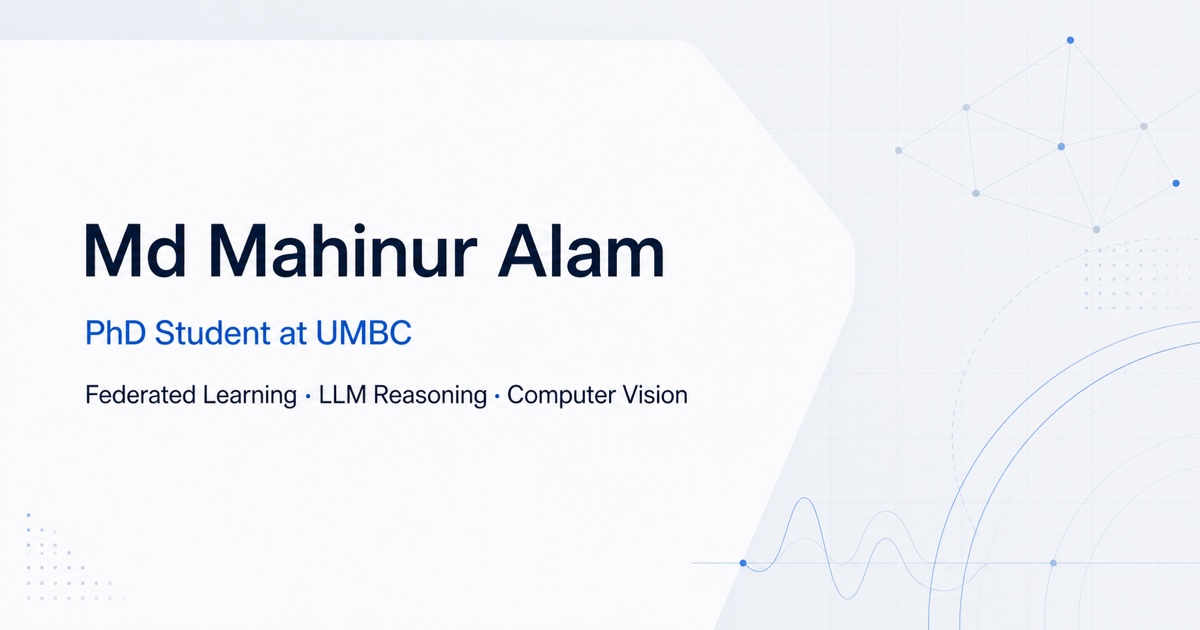 Md Mahinur Alam
PhD Student at UMBC
Federated Learning · LLM Reasoning · Computer Vision